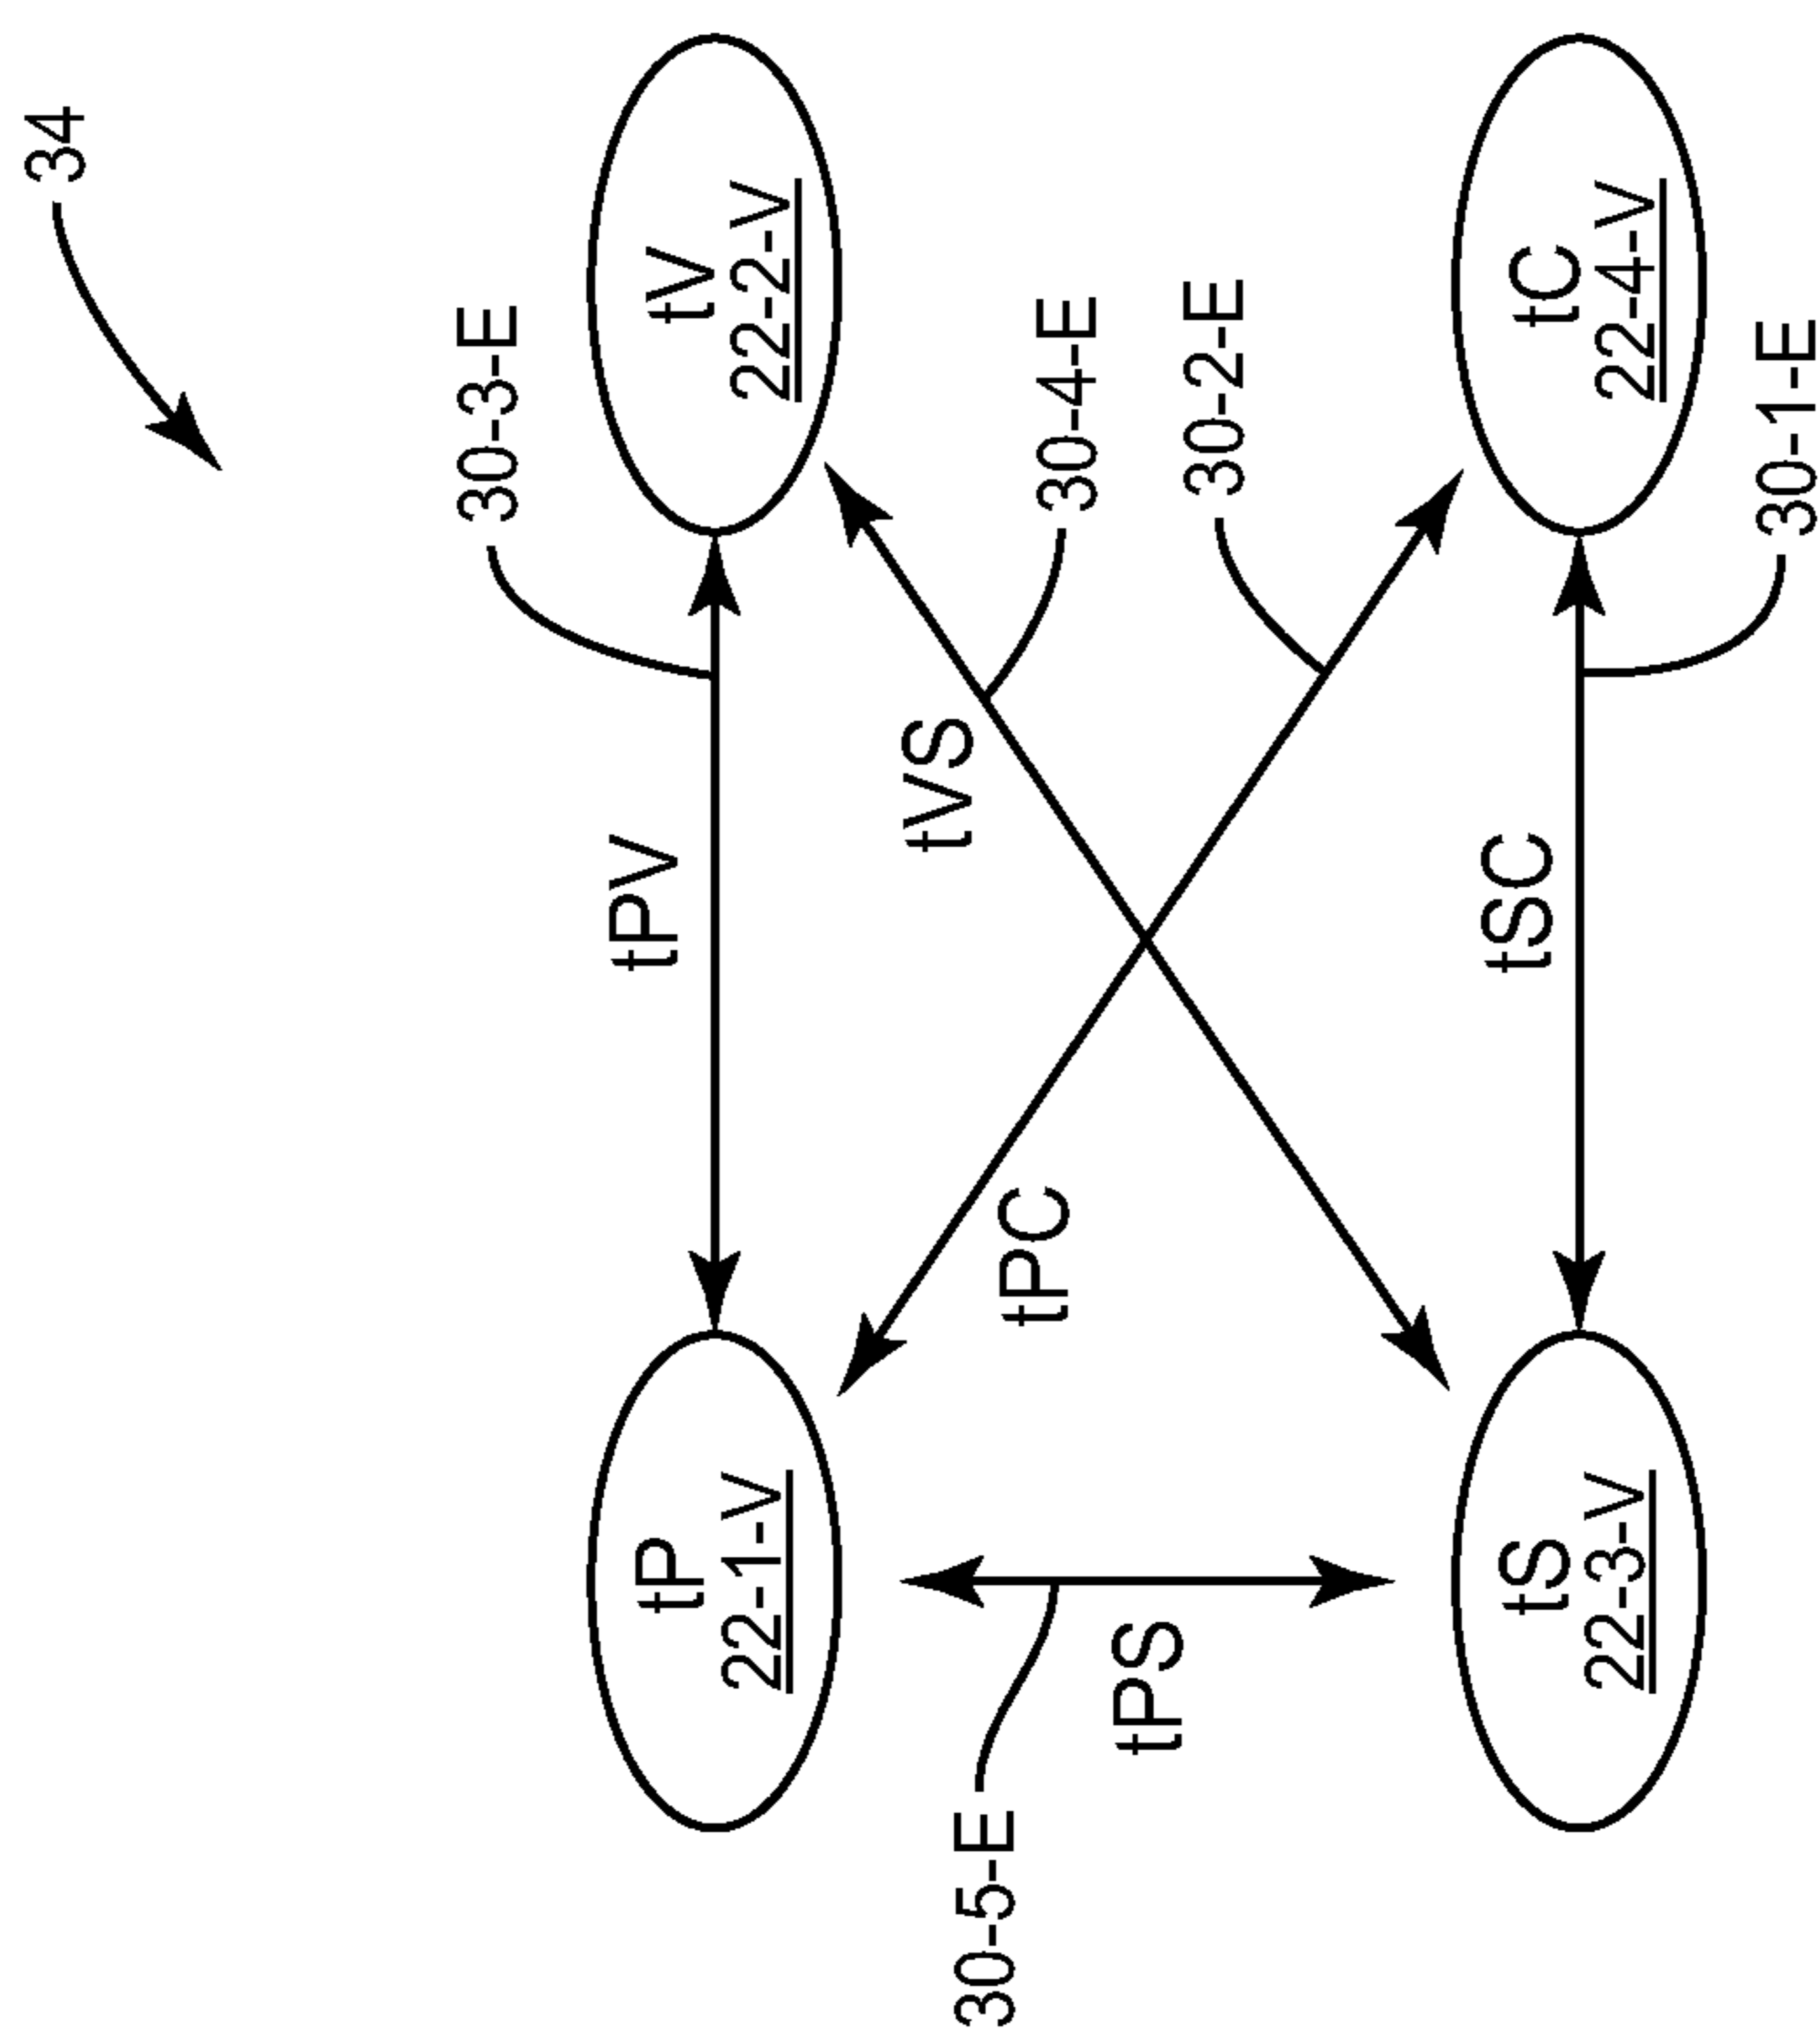 34
30-3-E
tP
22-1-V
tPV
tV
22-2-V
tVS
30-5-E
tPC
30-4-E
tPS
30-2-E
tS
22-3-V
tSC
tC
22-4-V
30-1-E